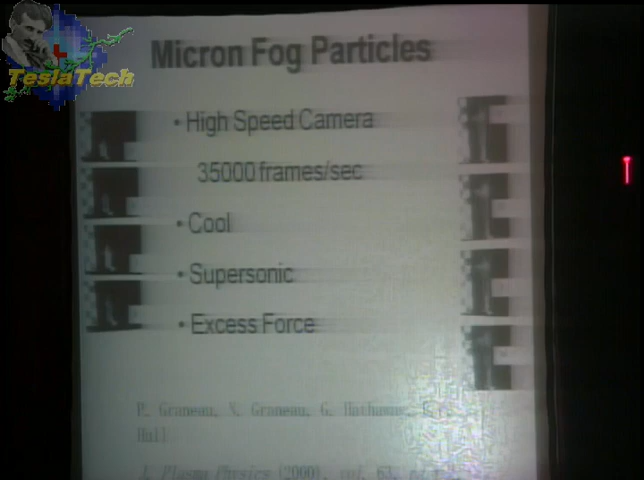 TeslaTech
Micron Fog Particles
• High Speed Camera
35000 frames/sec
• Cool
• Supersonic
• Excess Force
P. Graneau, N. Graneau, G. Hathaway, R.
Hull
J. Plasma Physics (2000), vol. 63,